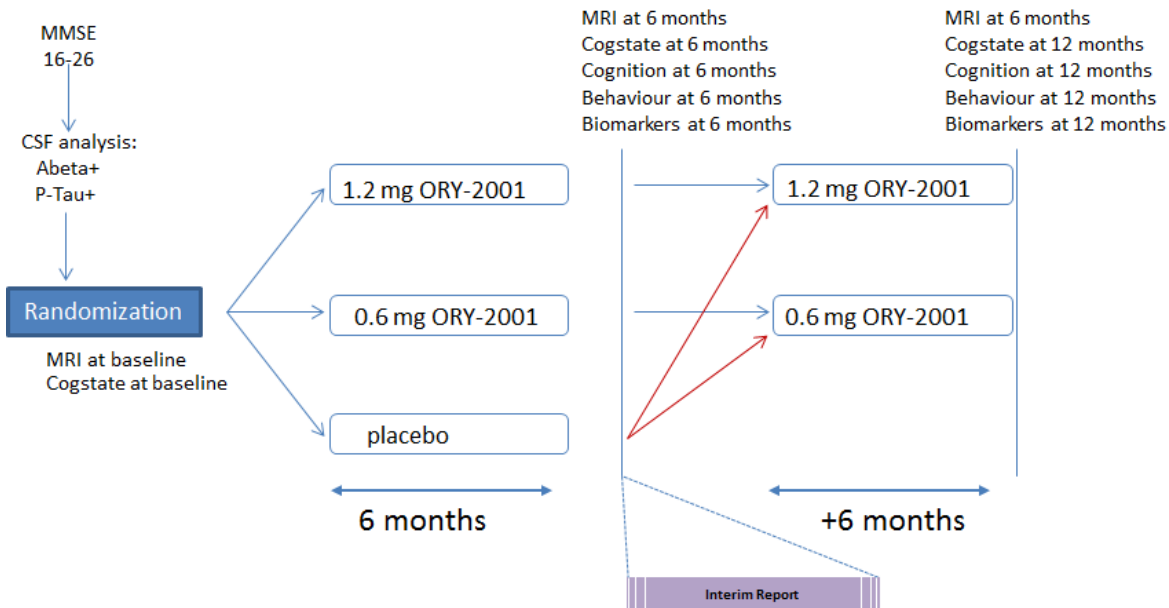 MMSE
16-26
CSF analysis:
Abeta+
P-Tau+
Randomization
MRI at baseline
Cogstate at baseline
1.2 mg ORY-2001
0.6 mg ORY-2001
placebo
6 months
MRI at 6 months
Cogstate at 6 months
Cognition at 6 months
Behaviour at 6 months
Biomarkers at 6 months
1.2 mg ORY-2001
0.6 mg ORY-2001
+6 months
MRI at 6 months
Cogstate at 12 months
Cognition at 12 months
Behaviour at 12 months
Biomarkers at 12 months
Interim Report